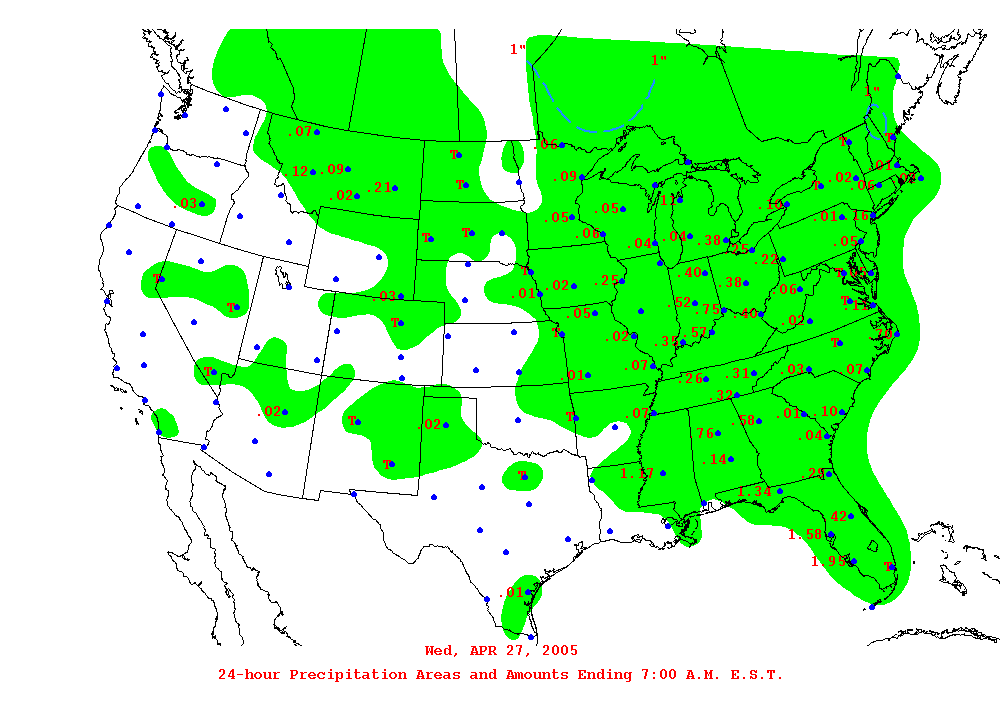 1"
1"
"
.07
.06
T
T
T
.01
.12 .09
.09
.02
.06
.21
T
T
.02
.03
.11
.10
.05
.05
.01
.16
T
T
.06
.04
.04
.38
.05
.25
.22
T
T
T
.40
.38
.25
.02
.06
.03
.01
T
.11
.52
.75
.05
.40
T
.02
T
.57
.35
.02
T
.07
T
.01
.26
.31
.03
.07
.32
.02
.07
.01
.10
T
T
.58
.02
.76
.04
T
.14
1.17
T
.29
1.34
.42
1.58
1.95
T
.01
Wed, APR 27, 2005
24-hour Precipitation Areas and Amounts Ending 7:00 A.M. E.S.T.